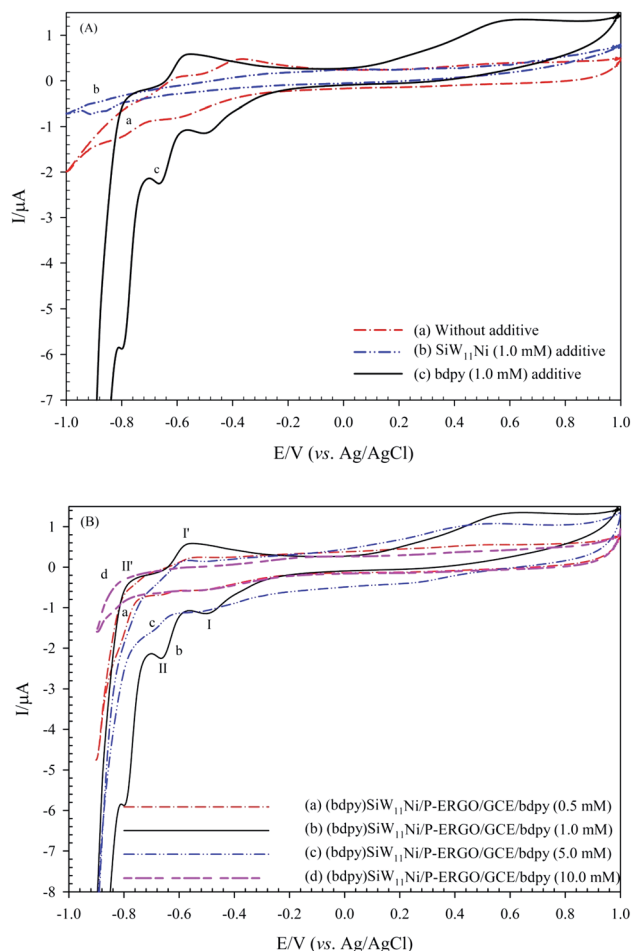 (A)
1
0
-1
-2
-3
-4
-5
-6
-7
I/µA
b
a
c
(a) Without additive
(b) SiW₁₁Ni (1.0 mM) additive
(c) bdpy (1.0 mM) additive
-1.0 -0.8 -0.6 -0.4 -0.2 0.0 0.2 0.4 0.6 0.8 1.0
E/V (vs. Ag/AgCl)
(B)
1
0
-1
-2
-3
-4
-5
-6
-7
-8
I/µA
I'
d
II'
a
I
c
b
II
(a) (bdpy)SiW₁₁Ni/P-ERGO/GCE/bdpy (0.5 mM)
(b) (bdpy)SiW₁₁Ni/P-ERGO/GCE/bdpy (1.0 mM)
(c) (bdpy)SiW₁₁Ni/P-ERGO/GCE/bdpy (5.0 mM)
(d) (bdpy)SiW₁₁Ni/P-ERGO/GCE/bdpy (10.0 mM)
-1.0 -0.8 -0.6 -0.4 -0.2 0.0 0.2 0.4 0.6 0.8 1.0
E/V (vs. Ag/AgCl)